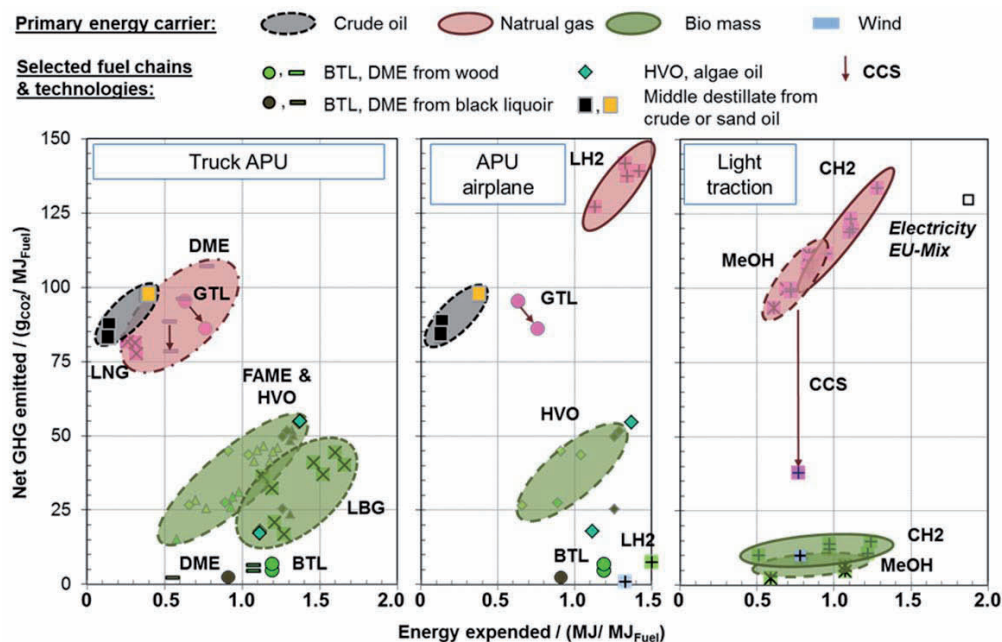 Primary energy carrier: Crude oil Natrual gas Bio mass Wind
Selected fuel chains
& technologies:
, BTL, DME from wood HVO, algae oil CCS
, BTL, DME from black liquoir , Middle destillate from
crude or sand oil
Net GHG emitted / (gCO2/ MJFuel)
150
125
100
75
50
25
0
Truck APU
DME
GTL
LNG
FAME &
HVO
LBG
DME
BTL
0 0.5 1.0 1.5 2.0
APU
airplane
LH2
GTL
HVO
LH2
BTL
0 0.5 1.0 1.5
Light
traction
CH2
Electricity
EU-Mix
MeOH
CCS
CH2
MeOH
0 0.5 1.0 1.5 2.0
Energy expended / (MJ/ MJFuel)